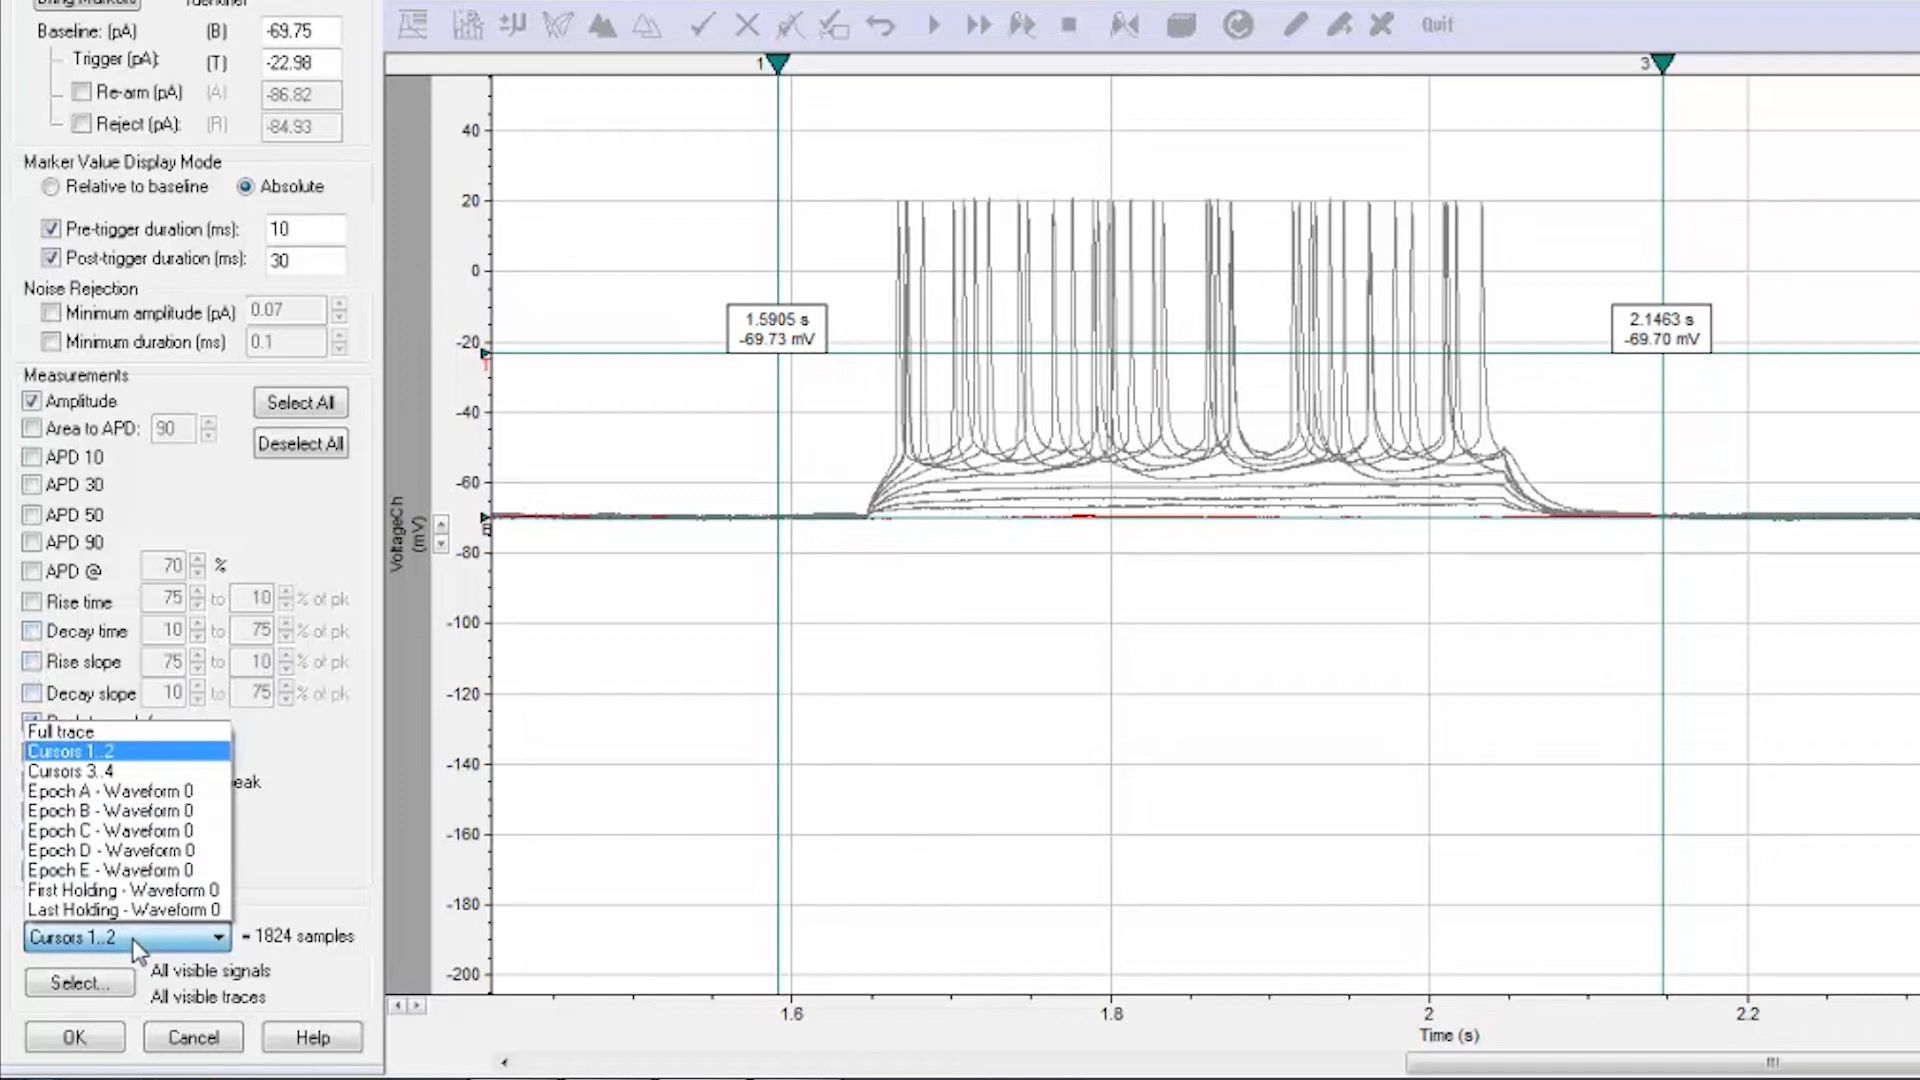 Bring Markers Identifier
Baseline: (pA) (B) -69.75
Trigger (pA): (T) -22.98
Re-arm (pA) (A) -86.82
Reject (pA): (R) -84.93
Marker Value Display Mode
Relative to baseline Absolute
Pre-trigger duration (ms): 10
Post-trigger duration (ms): 30
Noise Rejection
Minimum amplitude (pA) 0.07
Minimum duration (ms) 0.1
Measurements
Amplitude Select All
Area to APD: 90
Deselect All
APD 10
APD 30
APD 50
APD 90
APD @ 70 %
Rise time 75 to 10 % of pk
Decay time 10 to 75 % of pk
Rise slope 75 to 10 % of pk
Decay slope 10 to 75 % of pk
Full trace
Cursors 1..2
Cursors 3..4
eak
Epoch A - Waveform 0
Epoch B - Waveform 0
Epoch C - Waveform 0
Epoch D - Waveform 0
Epoch E - Waveform 0
First Holding - Waveform 0
Last Holding - Waveform 0
Cursors 1..2 = 1824 samples
Select... All visible signals
All visible traces
OK Cancel Help
Quit
1 3
40
20
0
-20
-40
-60
-80
-100
-120
-140
-160
-180
-200
VoltageCh
(mV)
T
B
1.5905 s
-69.73 mV
2.1463 s
-69.70 mV
1.6 1.8 2 2.2
Time (s)